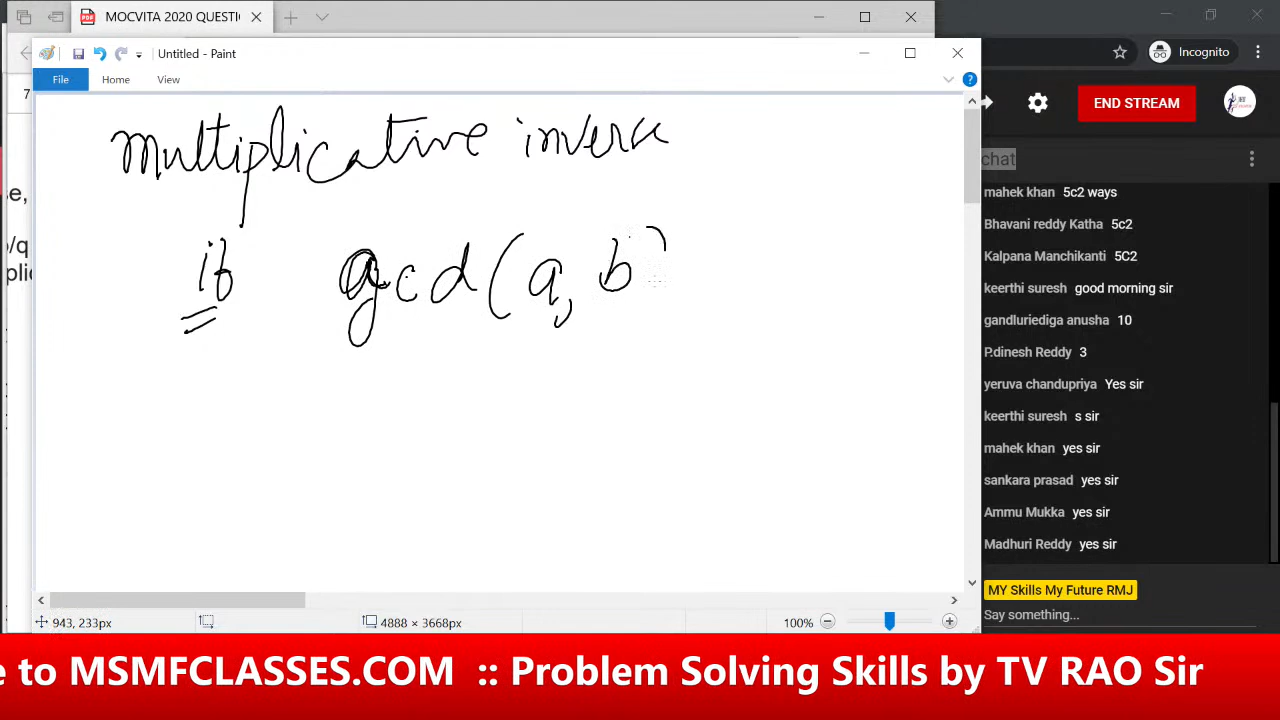 MOCVITA 2020 QUESTI
Untitled - Paint
File Home View
Multiplicative inverse
if gcd(a, b)
100%
943, 233px
4888 × 3668px
7
se,
o/q
plic
Incognito
END STREAM
chat
mahek khan 5c2 ways
Bhavani reddy Katha 5c2
Kalpana Manchikanti 5C2
keerthi suresh good morning sir
gandluriediga anusha 10
P.dinesh Reddy 3
yeruva chandupriya Yes sir
keerthi suresh s sir
mahek khan yes sir
sankara prasad yes sir
Ammu Mukka yes sir
Madhuri Reddy yes sir
MY Skills My Future RMJ
Say something...
e to MSMFCLASSES.COM :: Problem Solving Skills by TV RAO Sir